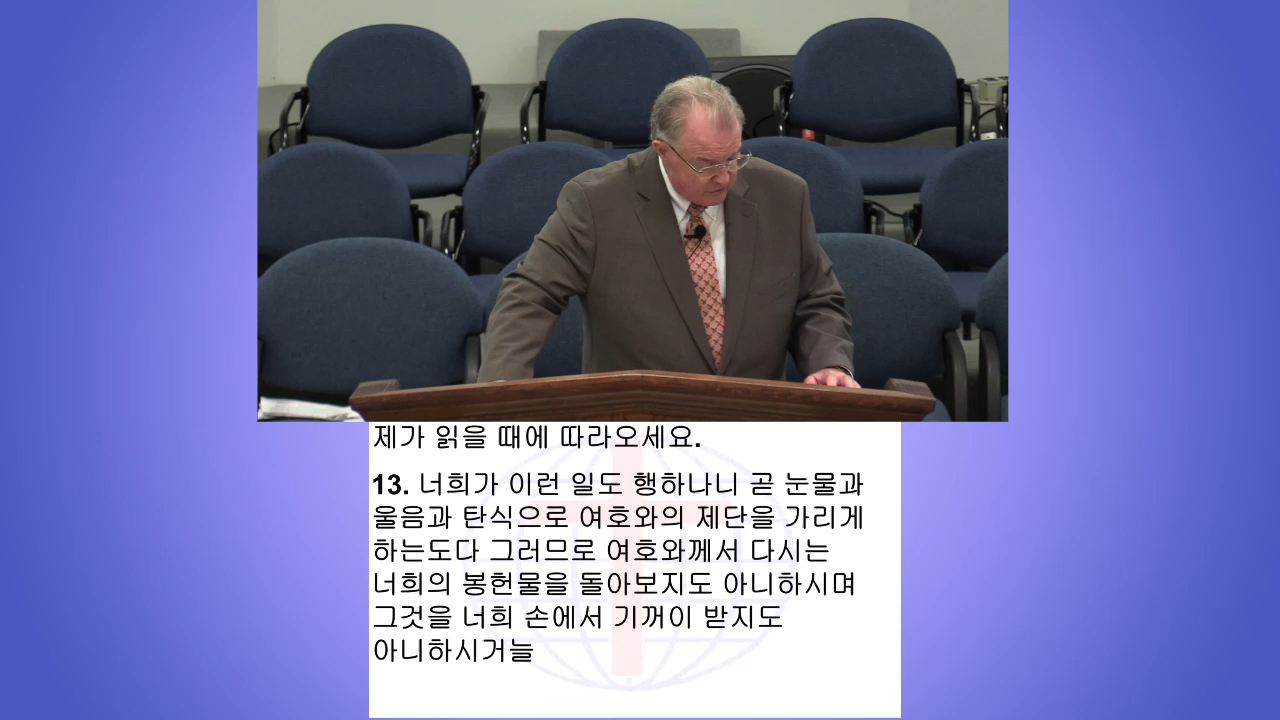 제가 읽을 때에 따라오세요.
13. 너희가 이런 일도 행하나니 곧 눈물과
울음과 탄식으로 여호와의 제단을 가리게
하는도다 그러므로 여호와께서 다시는
너희의 봉헌물을 돌아보지도 아니하시며
그것을 너희 손에서 기꺼이 받지도
아니하시거늘